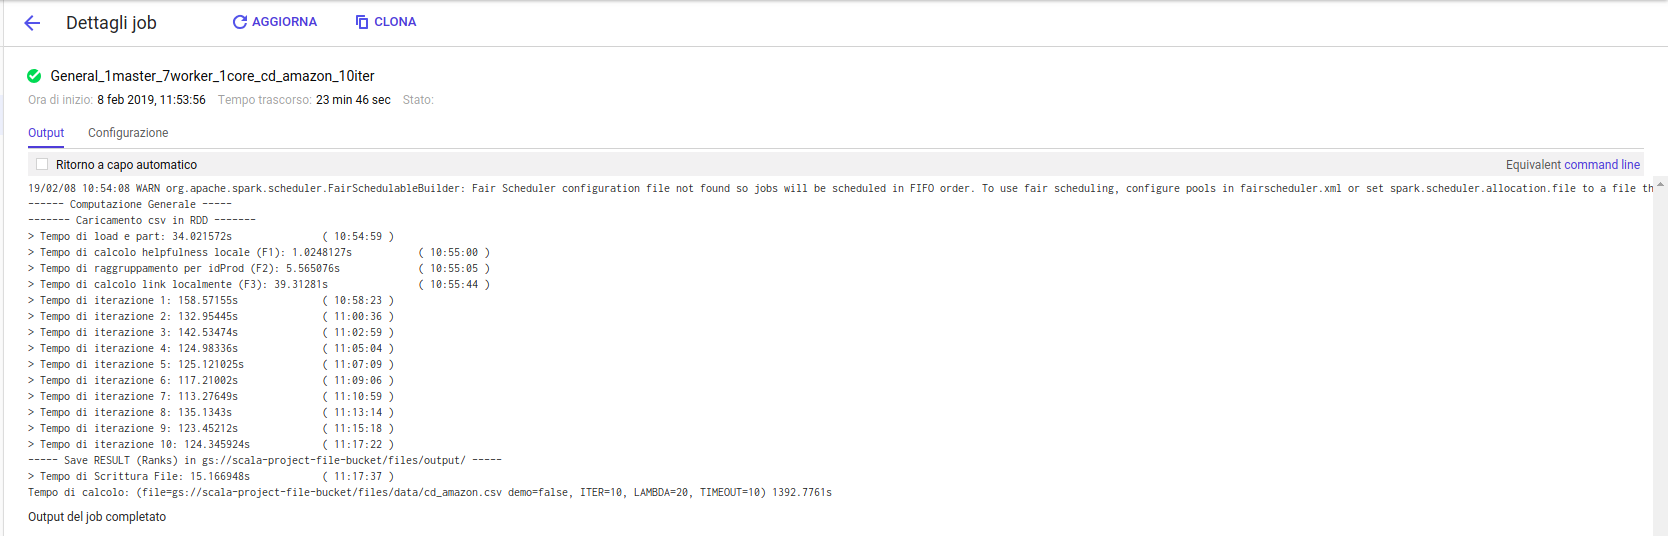 Dettagli job AGGIORNA CLONA
General_1master_7worker_1core_cd_amazon_10iter
Ora di inizio: 8 feb 2019, 11:53:56 Tempo trascorso: 23 min 46 sec Stato:
Output Configurazione
Ritorno a capo automatico Equivalent command line
19/02/08 10:54:08 WARN org.apache.spark.scheduler.FairSchedulableBuilder: Fair Scheduler configuration file not found so jobs will be scheduled in FIFO order. To use fair scheduling, configure pools in fairscheduler.xml or set spark.scheduler.allocation.file to a file th
------ Computazione Generale -----
------- Caricamento csv in RDD -------
> Tempo di load e part: 34.021572s ( 10:54:59 )
> Tempo di calcolo helpfulness locale (F1): 1.0248127s ( 10:55:00 )
> Tempo di raggruppamento per idProd (F2): 5.565076s ( 10:55:05 )
> Tempo di calcolo link localmente (F3): 39.31281s ( 10:55:44 )
> Tempo di iterazione 1: 158.57155s ( 10:58:23 )
> Tempo di iterazione 2: 132.95445s ( 11:00:36 )
> Tempo di iterazione 3: 142.53474s ( 11:02:59 )
> Tempo di iterazione 4: 124.98336s ( 11:05:04 )
> Tempo di iterazione 5: 125.121025s ( 11:07:09 )
> Tempo di iterazione 6: 117.21002s ( 11:09:06 )
> Tempo di iterazione 7: 113.27649s ( 11:10:59 )
> Tempo di iterazione 8: 135.1343s ( 11:13:14 )
> Tempo di iterazione 9: 123.45212s ( 11:15:18 )
> Tempo di iterazione 10: 124.345924s ( 11:17:22 )
----- Save RESULT (Ranks) in gs://scala-project-file-bucket/files/output/ -----
> Tempo di Scrittura File: 15.166948s ( 11:17:37 )
Tempo di calcolo: (file=gs://scala-project-file-bucket/files/data/cd_amazon.csv demo=false, ITER=10, LAMBDA=20, TIMEOUT=10) 1392.7761s
Output del job completato